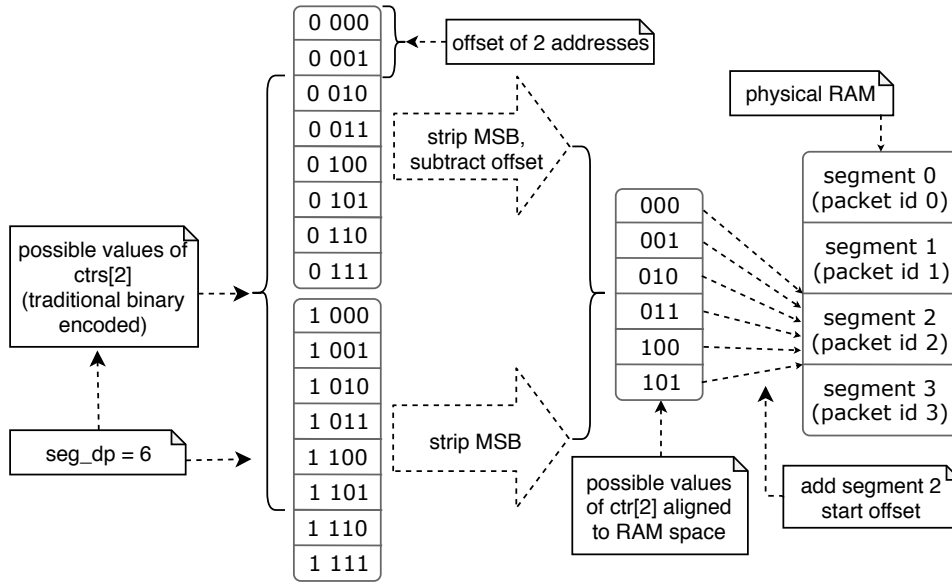 0 000
0 001
0 010
0 011
0 100
0 101
0 110
0 111
1 000
1 001
1 010
1 011
1 100
1 101
1 110
1 111
offset of 2 addresses
possible values of
ctrs[2]
(traditional binary
encoded)
seg_dp = 6
strip MSB,
subtract offset
strip MSB
000
001
010
011
100
101
possible values
of ctr[2] aligned
to RAM space
physical RAM
segment 0
(packet id 0)
segment 1
(packet id 1)
segment 2
(packet id 2)
segment 3
(packet id 3)
add segment 2
start offset